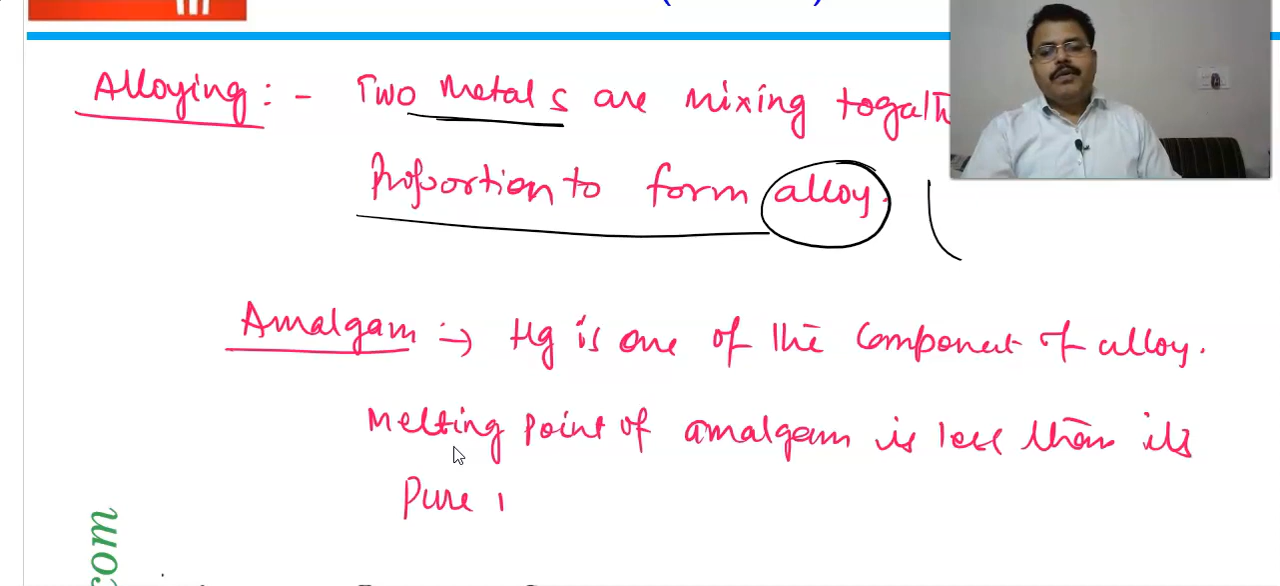 Alloying :- Two metals are mixing togath
Proportion to form alloy.
Amalgam :→ Hg is one of the component of alloy.
Melting point of amalgam is less than its
Pure
.com